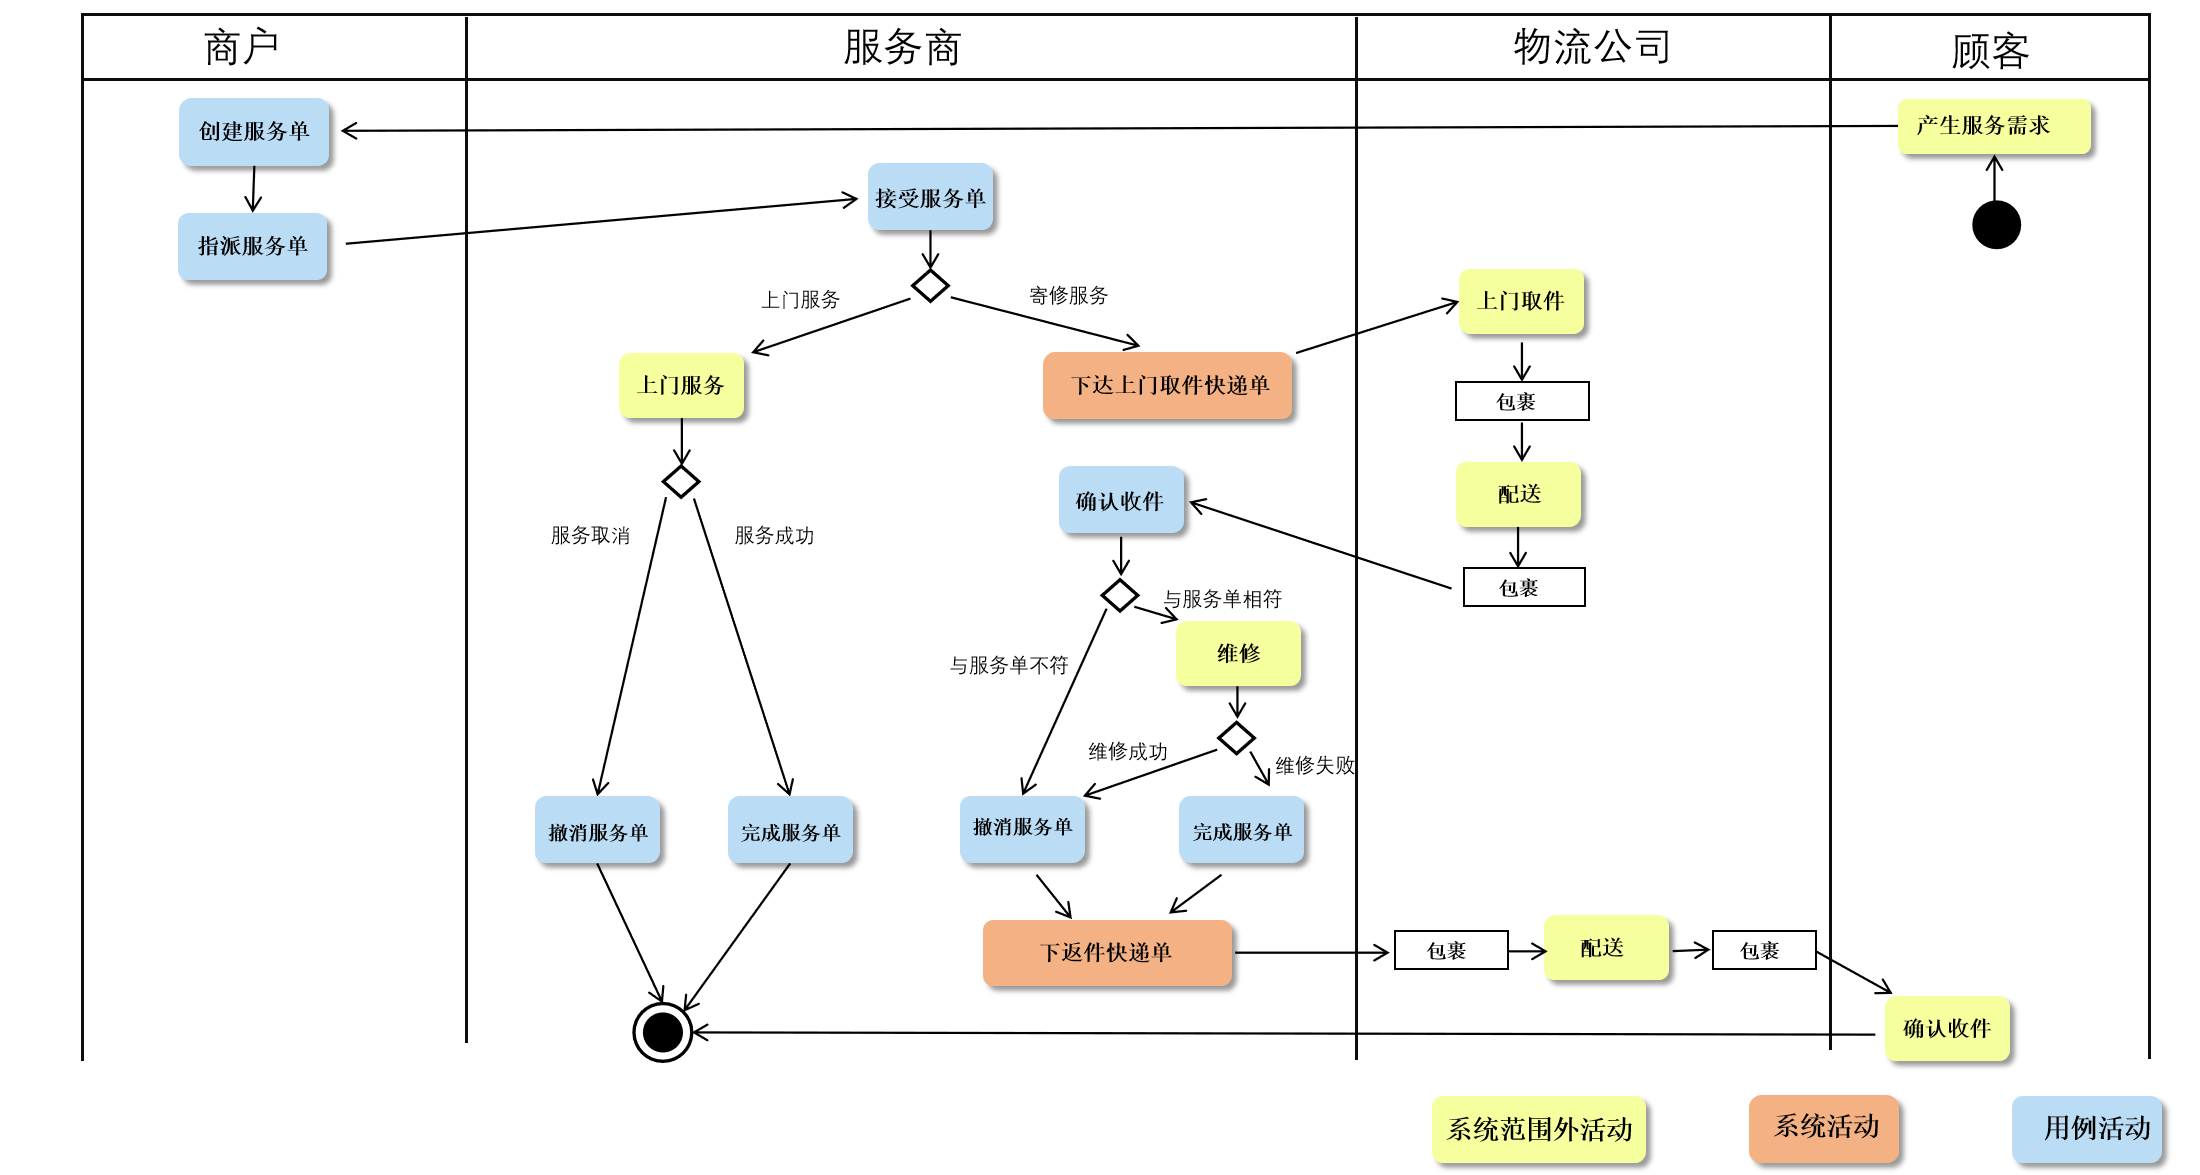 商户
服务商
物流公司
顾客
创建服务单
产生服务需求
接受服务单
指派服务单
上门服务
寄修服务
上门取件
上门服务
下达上门取件快递单
包裹
确认收件
配送
服务取消
服务成功
包裹
与服务单相符
与服务单不符
维修
维修成功
维修失败
撤消服务单
完成服务单
撤消服务单
完成服务单
下返件快递单
包裹
配送
包裹
确认收件
系统范围外活动
系统活动
用例活动